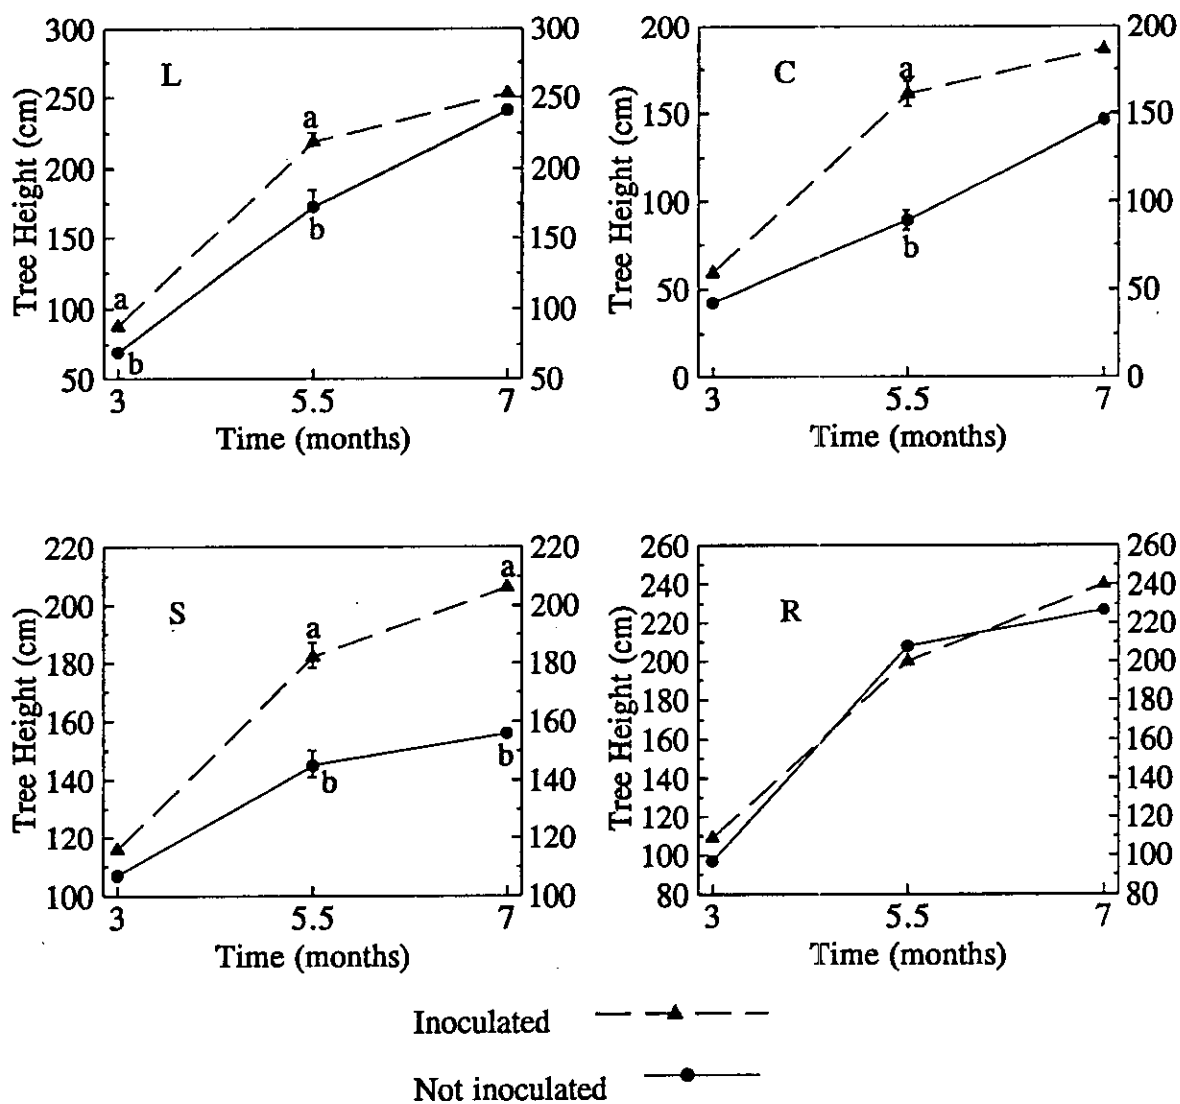 L
Tree Height (cm)
300
250
200
150
100
50
300
250
200
150
100
50
a
b
a
b
3
5.5
7
Time (months)
C
Tree Height (cm)
200
150
100
50
0
200
150
100
50
0
a
b
3
5.5
7
Time (months)
S
Tree Height (cm)
220
200
180
160
140
120
100
220
200
180
160
140
120
100
a
b
a
b
3
5.5
7
Time (months)
R
Tree Height (cm)
260
240
220
200
180
160
140
120
100
80
260
240
220
200
180
160
140
120
100
80
3
5.5
7
Time (months)
Inoculated
Not inoculated